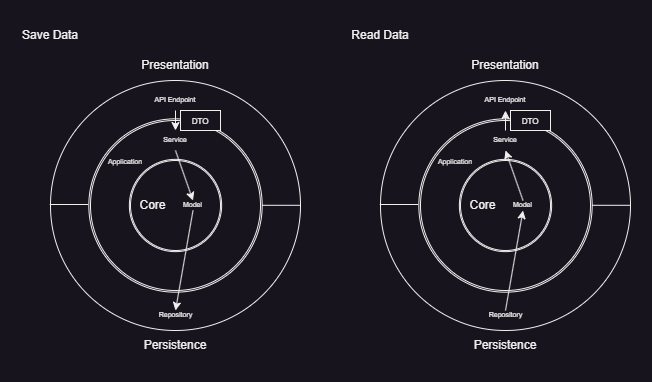 Save Data
Read Data
Presentation
API Endpoint
DTO
Service
Application
Core
Model
Repository
Persistence
Presentation
API Endpoint
DTO
Service
Application
Core
Model
Repository
Persistence